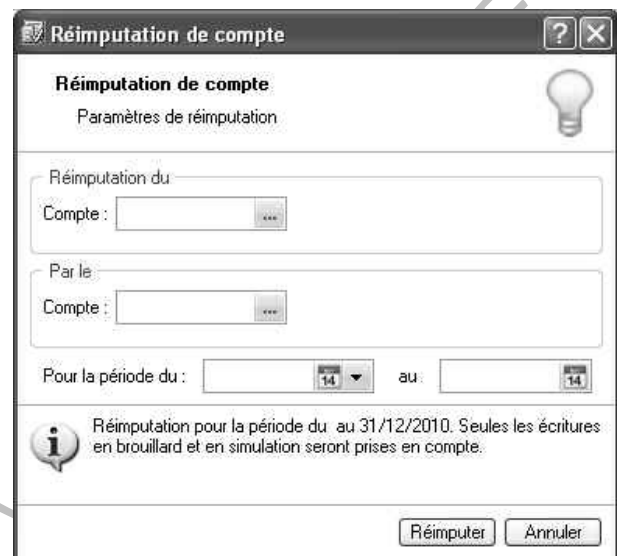 Réimputation de compte
Réimputation de compte
Paramètres de réimputation
Réimputation du
Compte : ...
Par le
Compte : ...
Pour la période du : 14 au 14
Réimputation pour la période du au 31/12/2010. Seules les écritures
en brouillard et en simulation seront prises en compte.
Réimputer Annuler